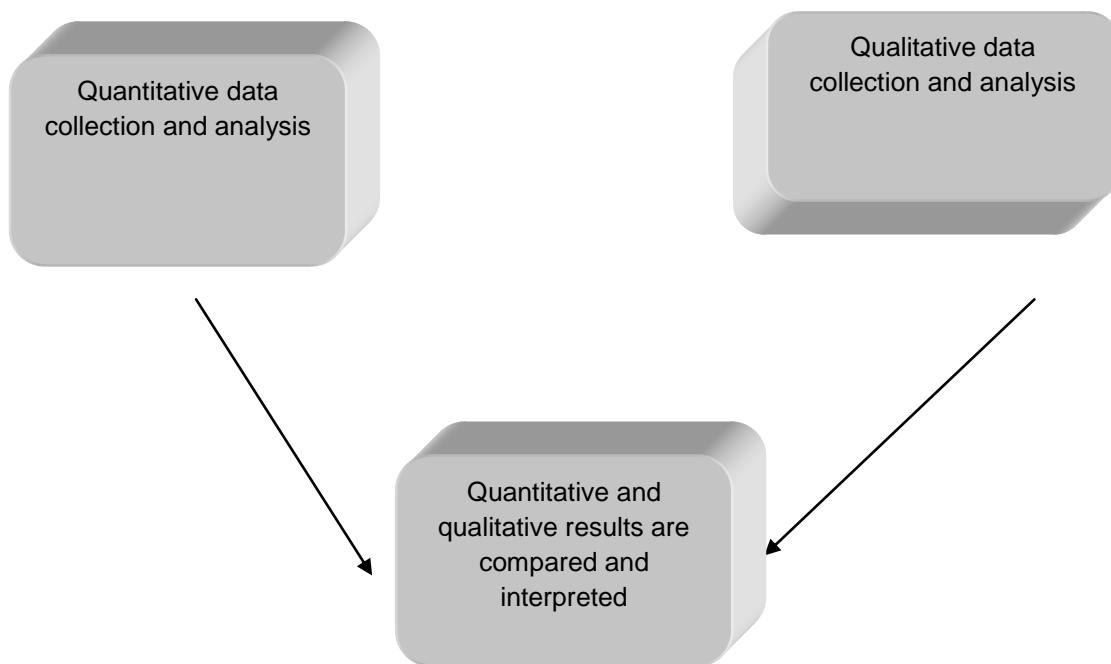 Quantitative data
collection and analysis
Qualitative data
collection and analysis
Quantitative and
qualitative results are
compared and
interpreted